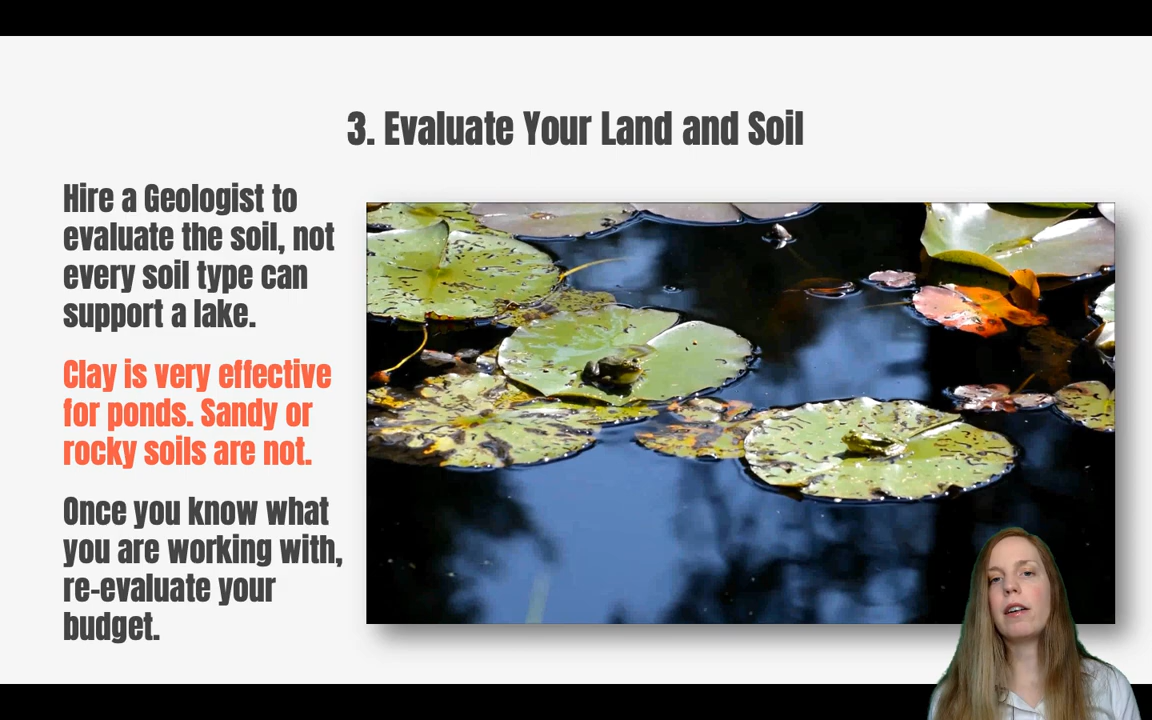 3. Evaluate Your Land and Soil
Hire a Geologist to
evaluate the soil, not
every soil type can
support a lake.
Clay is very effective
for ponds. Sandy or
rocky soils are not.
Once you know what
you are working with,
re-evaluate your
budget.